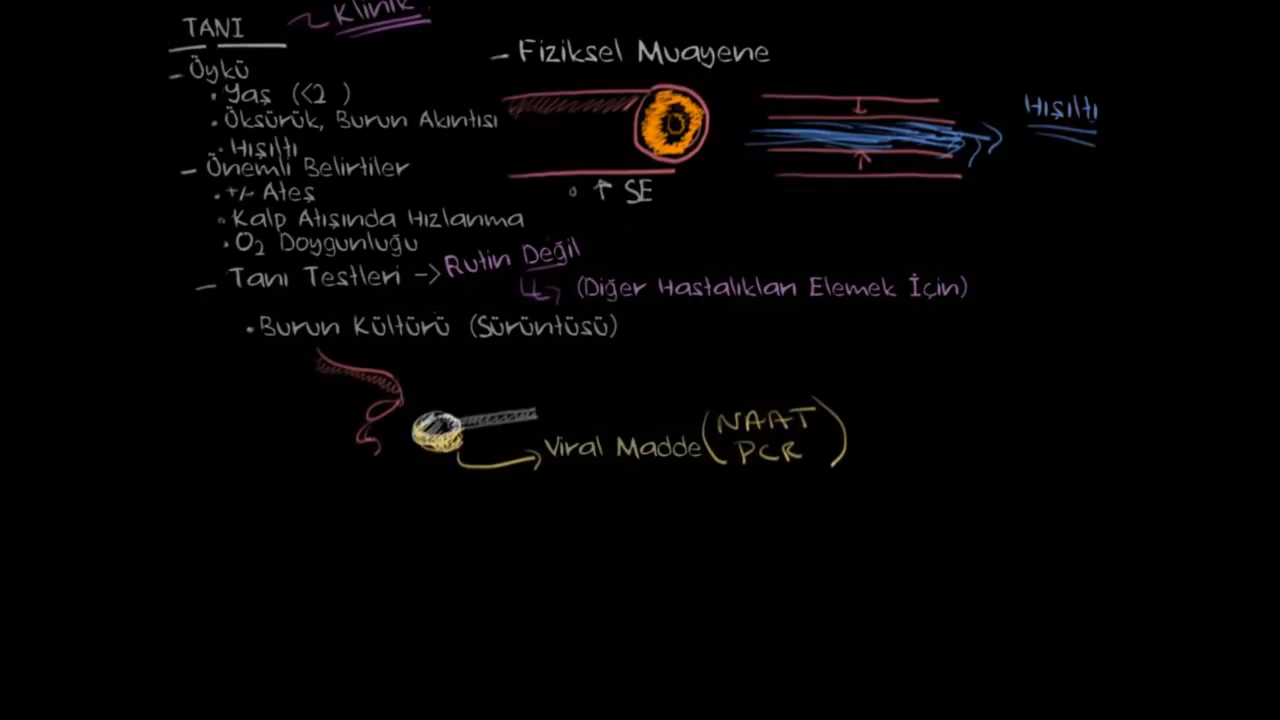 Klinik
TANI
- Öykü
• Yaş (<2 )
• Öksürük, Burun Akıntısı
• Hışıltı
- Önemli Belirtiler
• +/- Ateş
• Kalp Atışında Hızlanma
• O₂ Doygunluğu
- Tanı Testleri -> Rutin Değil
(Diğer Hastalıkları Elemek İçin)
• Burun Kültürü (Sürüntüsü)
Viral Madde (NAAT
PCR)
- Fiziksel Muayene
Hışıltı
• ↑ SE